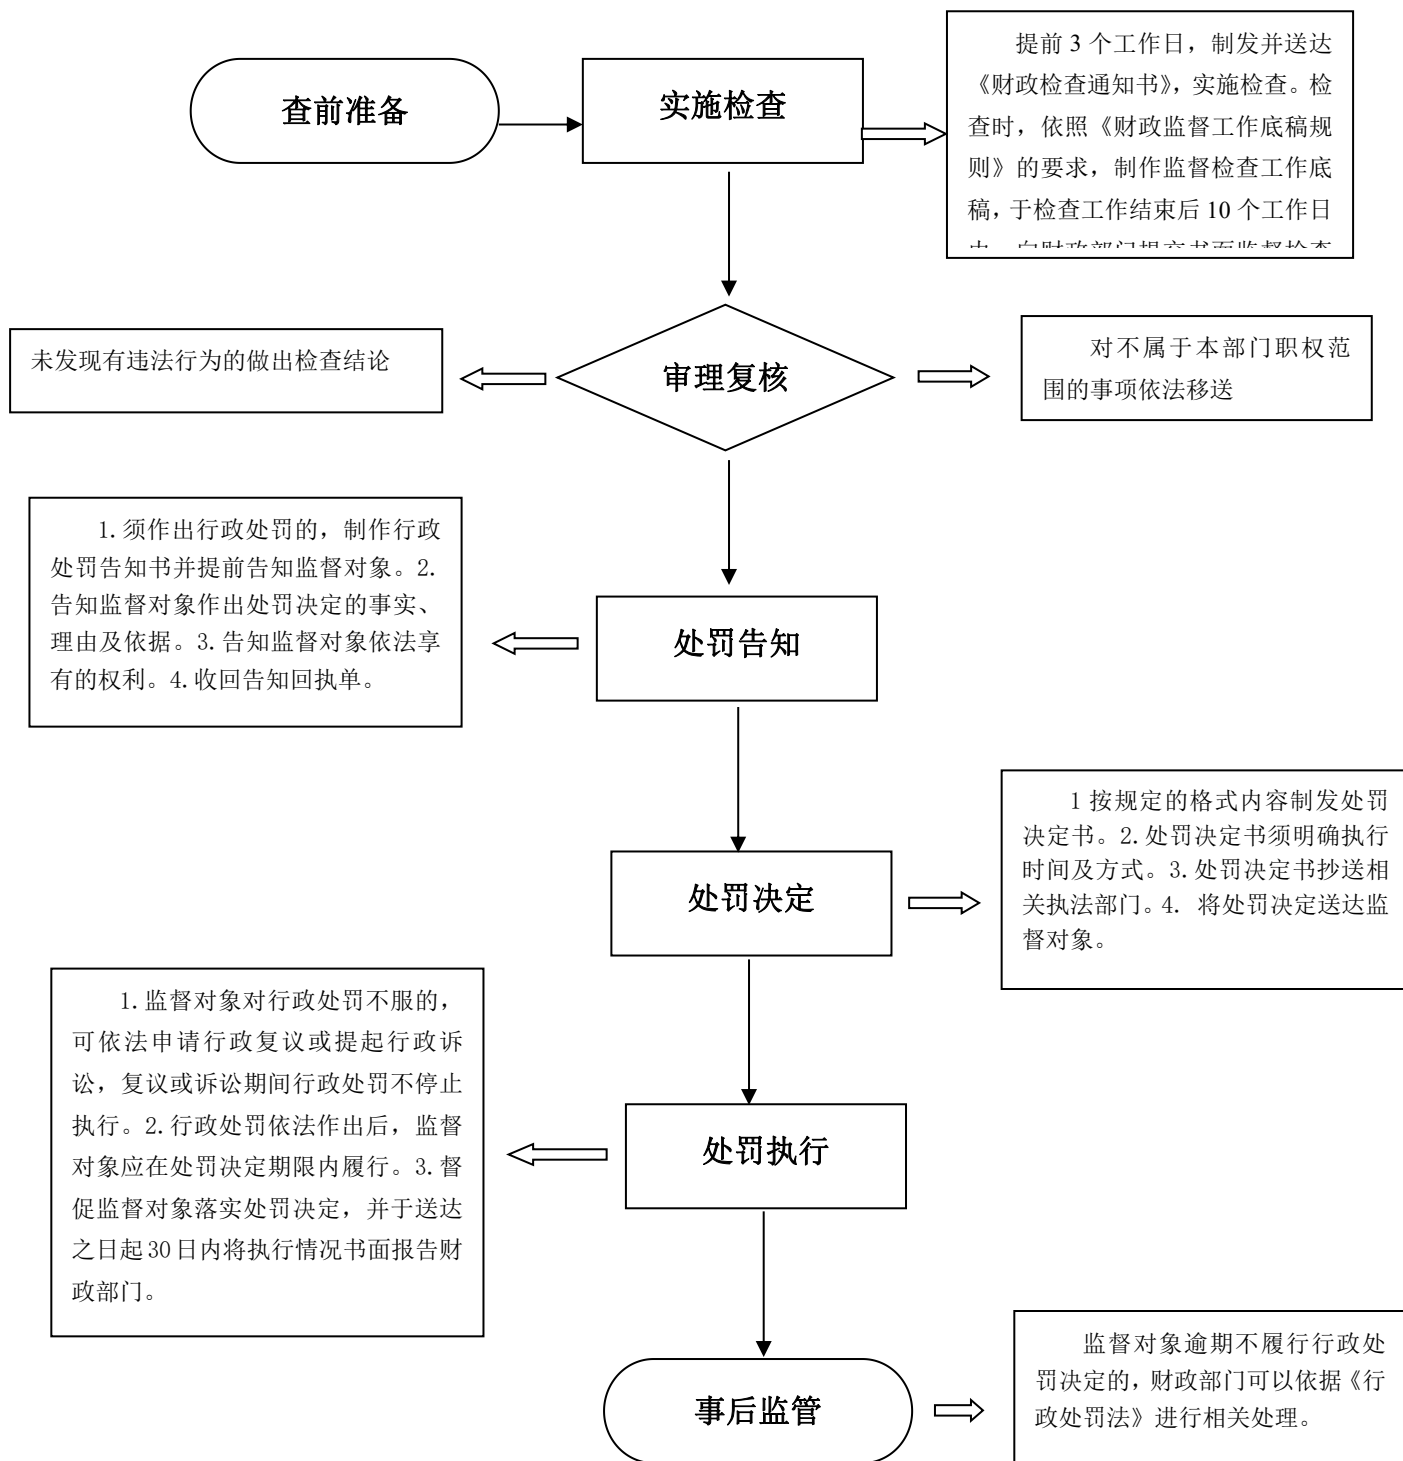 查前准备
实施检查
提前 3 个工作日，制发并送达
《财政检查通知书》，实施检查。检
查时，依照《财政监督工作底稿规
则》的要求，制作监督检查工作底
稿，于检查工作结束后 10 个工作日
内，向财政部门提交书面监督检查
未发现有违法行为的做出检查结论
审理复核
对不属于本部门职权范
围的事项依法移送
1.须作出行政处罚的，制作行政
处罚告知书并提前告知监督对象。2.
告知监督对象作出处罚决定的事实、
理由及依据。3.告知监督对象依法享
有的权利。4.收回告知回执单。
处罚告知
1 按规定的格式内容制发处罚
决定书。2.处罚决定书须明确执行
时间及方式。3.处罚决定书抄送相
关执法部门。4. 将处罚决定送达监
督对象。
处罚决定
1.监督对象对行政处罚不服的，
可依法申请行政复议或提起行政诉
讼，复议或诉讼期间行政处罚不停止
执行。2.行政处罚依法作出后，监督
对象应在处罚决定期限内履行。3.督
促监督对象落实处罚决定，并于送达
之日起 30 日内将执行情况书面报告财
政部门。
处罚执行
事后监管
监督对象逾期不履行行政处
罚决定的，财政部门可以依据《行
政处罚法》进行相关处理。